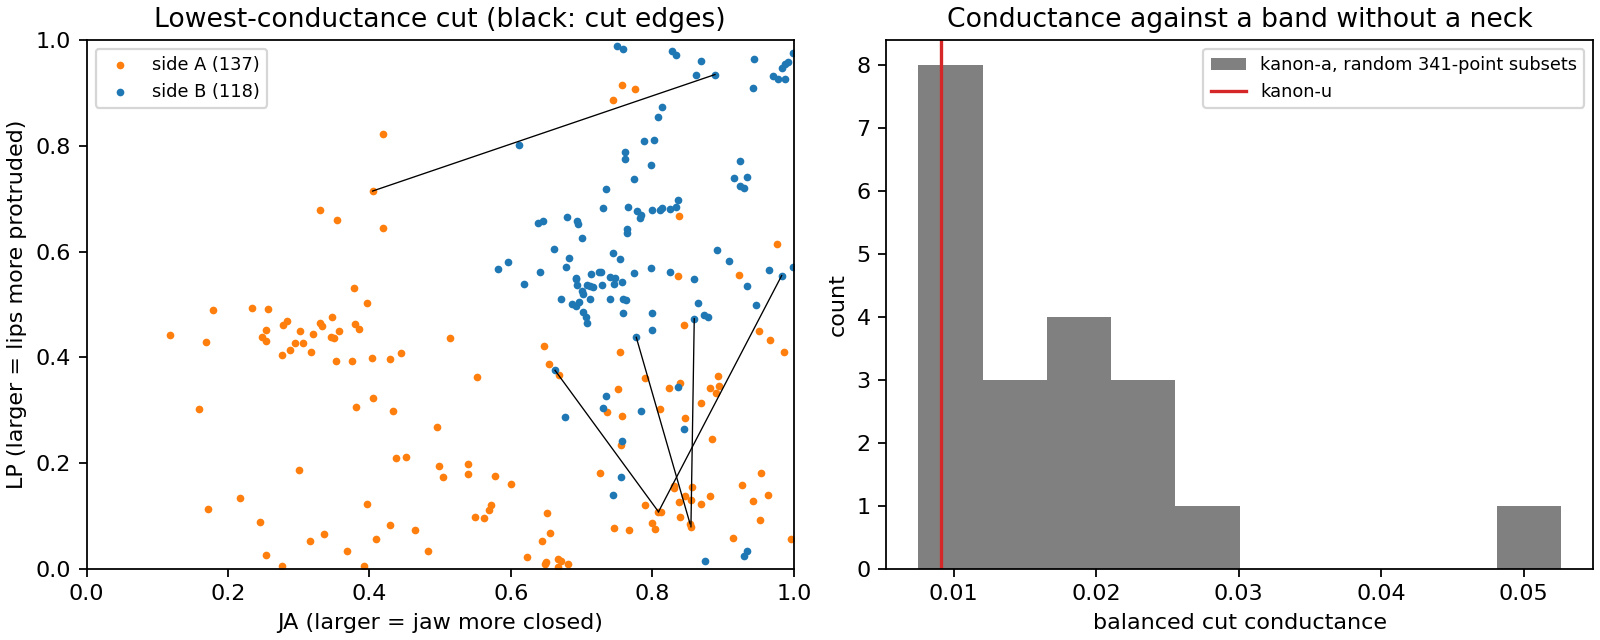 Lowest-conductance cut (black: cut edges)
side A (137)
side B (118)
LP (larger = lips more protruded)
1.0
0.8
0.6
0.4
0.2
0.0
0.0 0.2 0.4 0.6 0.8 1.0
JA (larger = jaw more closed)
Conductance against a band without a neck
kanon-a, random 341-point subsets
kanon-u
count
8
7
6
5
4
3
2
1
0
0.01 0.02 0.03 0.04 0.05
balanced cut conductance